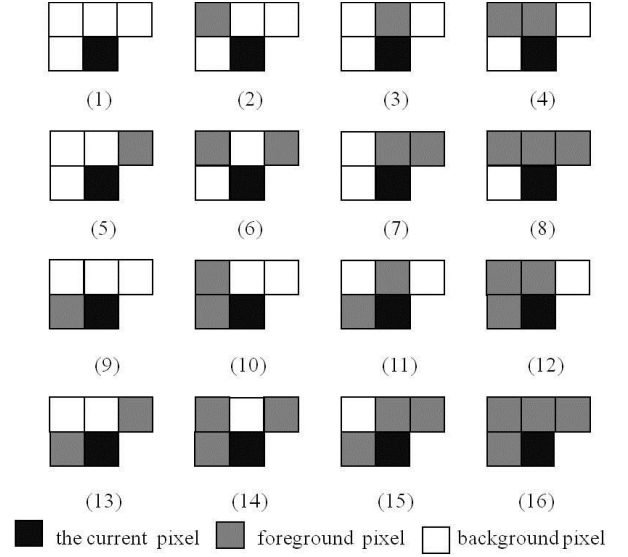 (1) (2) (3) (4)
(5) (6) (7) (8)
(9) (10) (11) (12)
(13) (14) (15) (16)
the current pixel foreground pixel background pixel